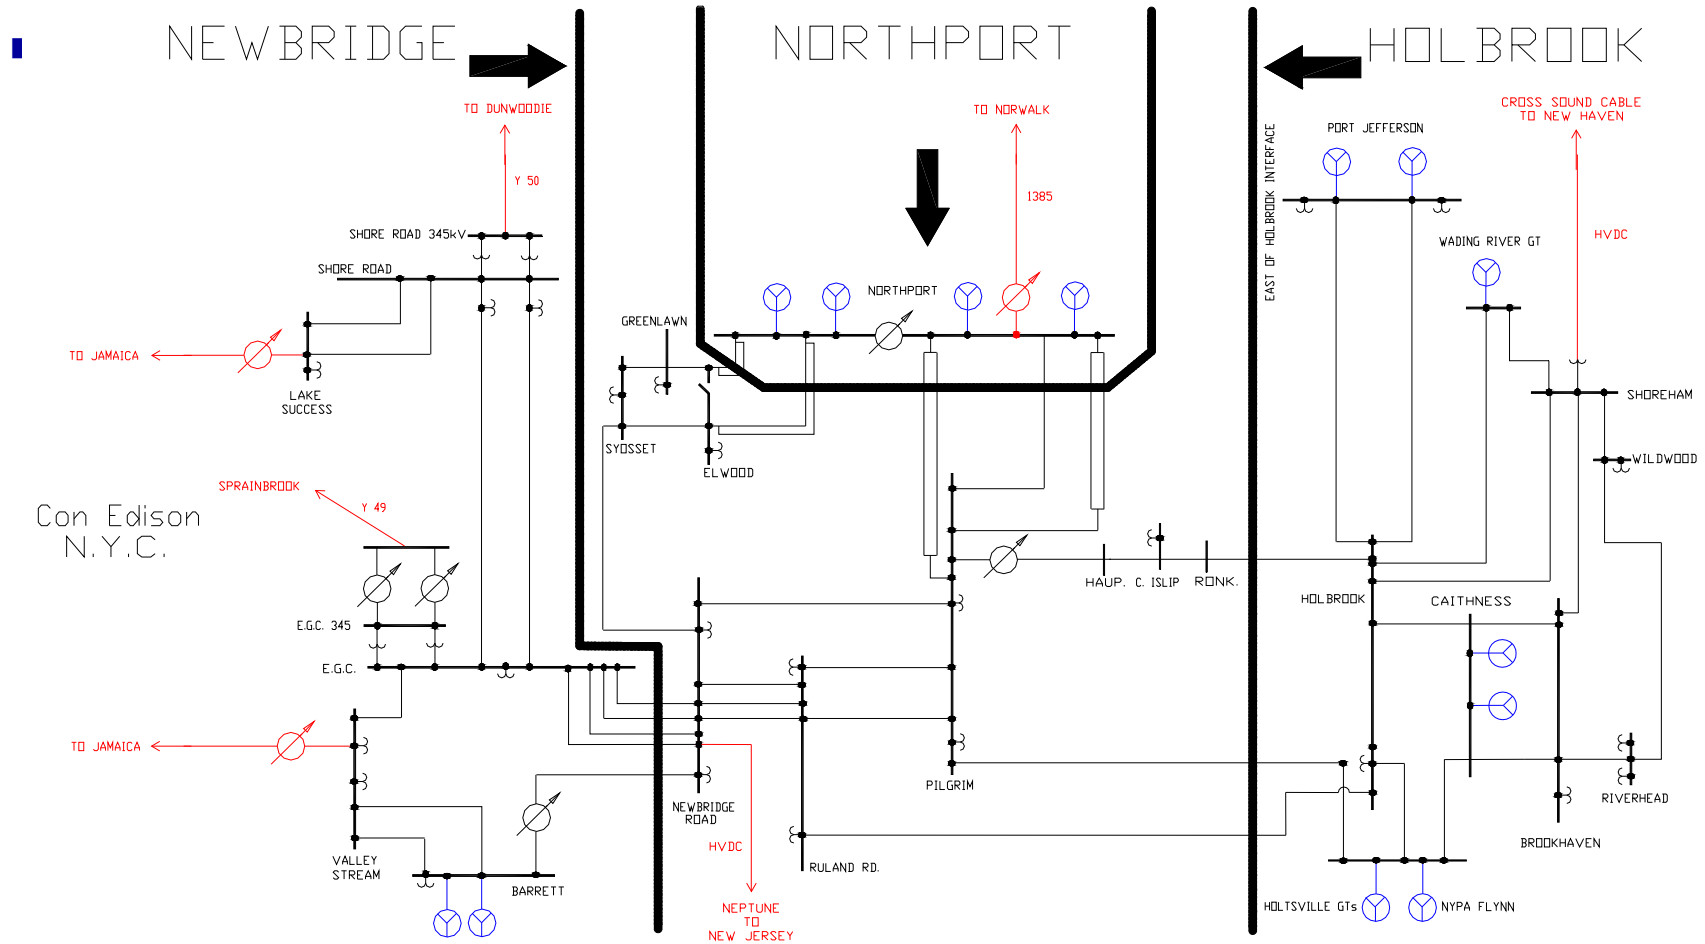 NEWBRIDGE
NORTHPORT
HOLBROOK
TO DUNWOODIE
TO NORWALK
CROSS SOUND CABLE
TO NEW HAVEN
EAST OF HOLBROOK INTERFACE
PORT JEFFERSON
Y 50
1385
SHORE ROAD 345kV
HVDC
WADING RIVER GT
SHORE ROAD
NORTHPORT
GREENLAWN
TO JAMAICA
LAKE
SUCCESS
SHOREHAM
SYOSSET
ELWOOD
WILDWOOD
SPRAINBROOK
Y 49
Con Edison
N.Y.C.
HAUP.
C. ISLIP
RONK.
HOLBROOK
CAITHNESS
E.G.C. 345
E.G.C.
TO JAMAICA
PILGRIM
NEWBRIDGE
ROAD
RIVERHEAD
BROOKHAVEN
HVDC
VALLEY
STREAM
RULAND RD.
BARRETT
NEPTUNE
TO
NEW JERSEY
HOLTSVILLE GTs
NYPA FLYNN